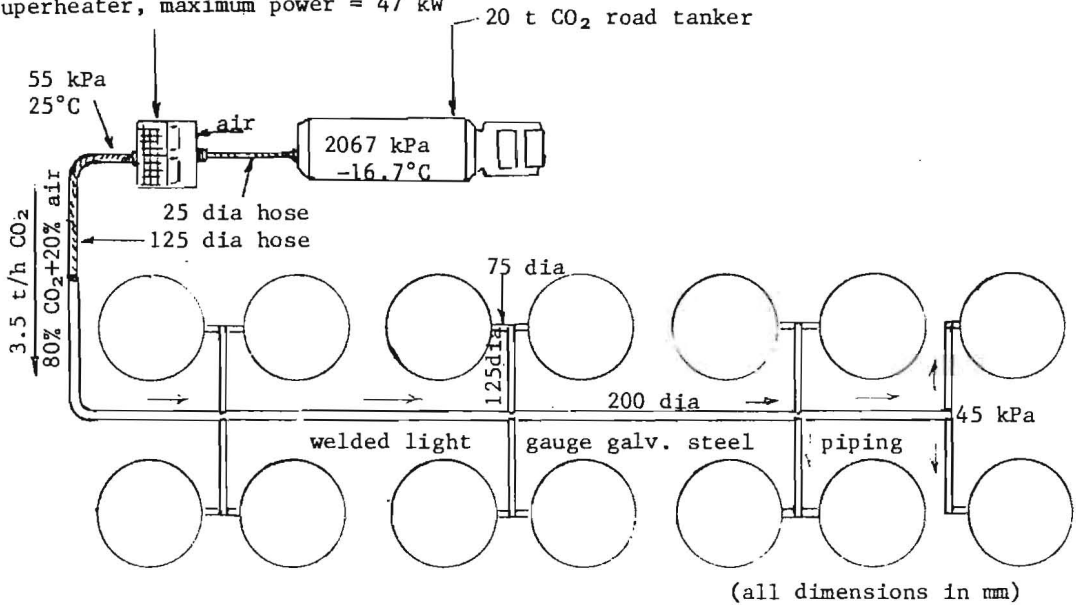 uperheater, maximum power = 47 kW
20 t CO₂ road tanker
55 kPa
25°C
air
2067 kPa
-16.7°C
25 dia hose
125 dia hose
3.5 t/h CO₂
80% CO₂+20% air
75 dia
125dia
200 dia
45 kPa
welded light gauge galv. steel piping
(all dimensions in mm)